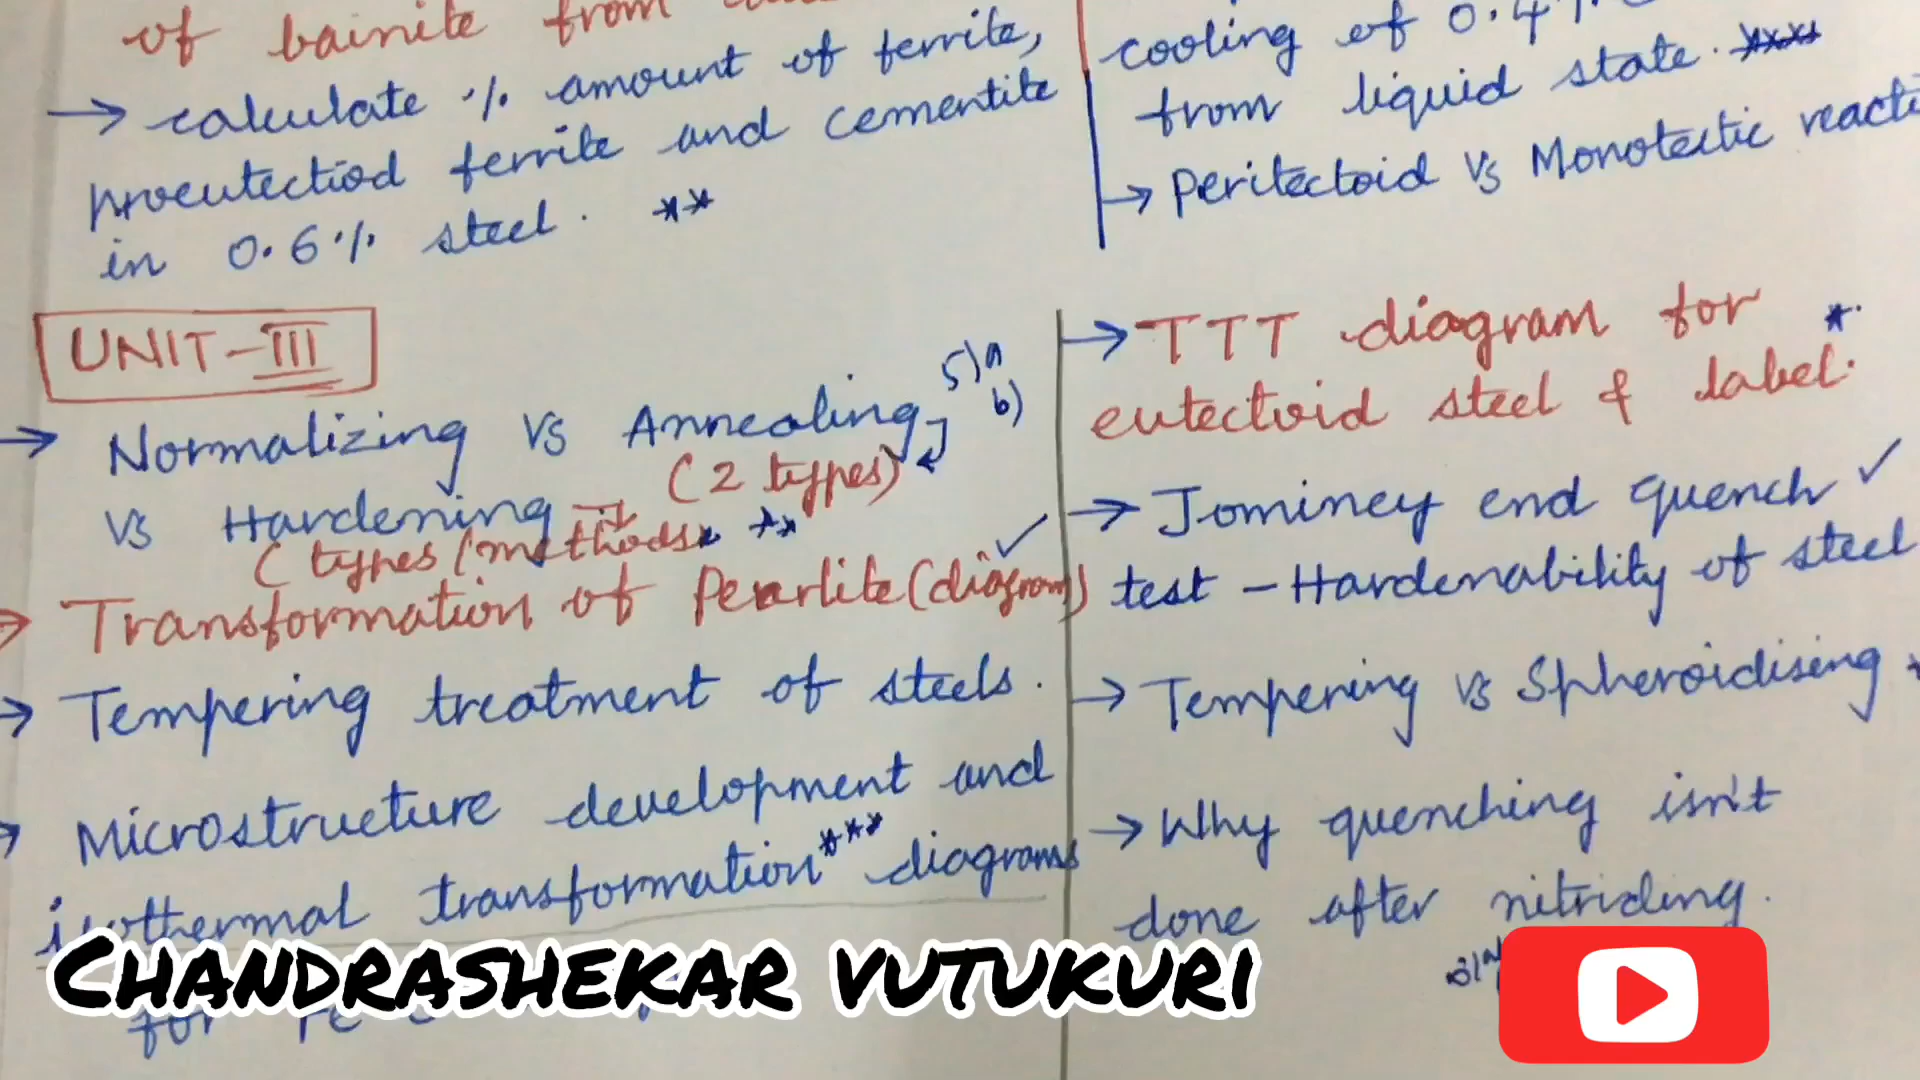 of bainite from
→ calculate % amount of ferrite,
proeutectiod ferrite and cementite
in 0.6% steel. **
cooling of 0.4%
from liquid state. ****
→ Peritectoid vs Monotectic reacti
UNIT-III
→ Normalizing vs Annealing 5)a
b)
vs Hardening → (2 types)
(types/methods * **
→ Transformation of Pearlite (diagram) ✓
→ Tempering treatment of steels.
→ Microstructure development and
isothermal transformation *** diagrams
for
→ TTT diagram for *
eutectoid steel & label.
→ Jominey end quench ✓
test - Hardenability of steel
→ Tempering vs Spheroidising *
→ Why quenching isn't
done after nitriding.
CHANDRASHEKAR VUTUKURI